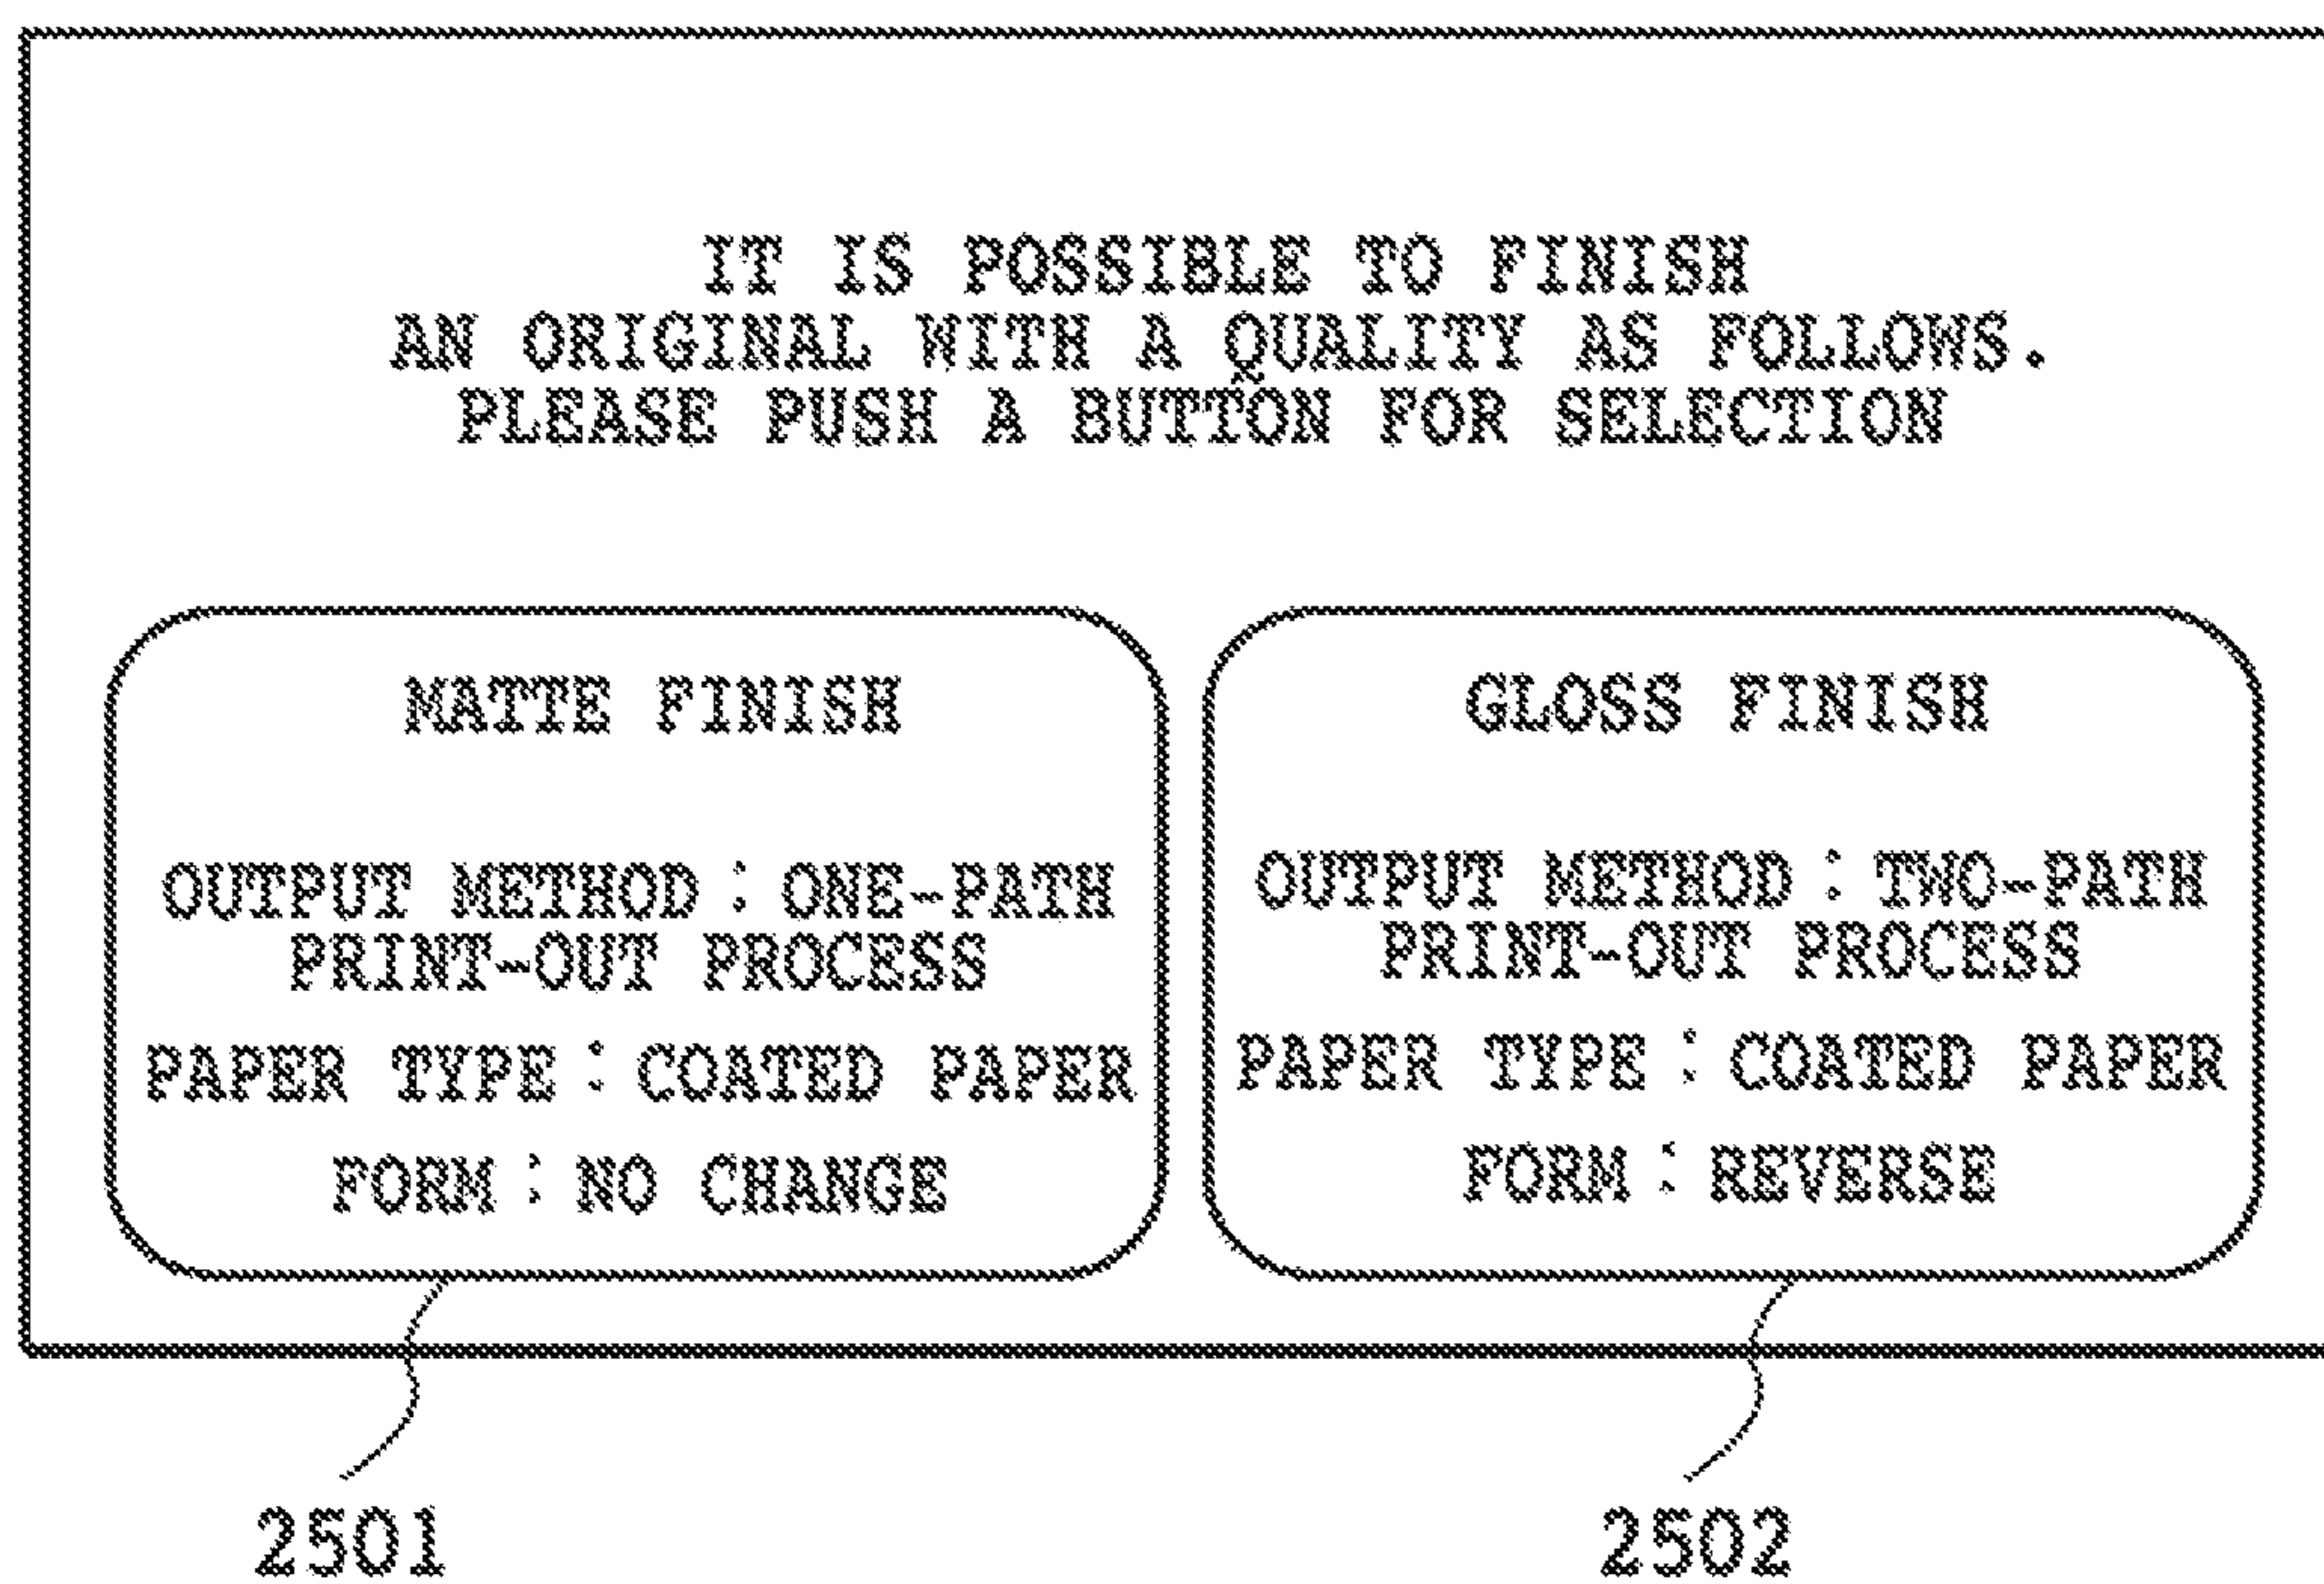 IT IS POSSIBLE TO FINISH
AN ORIGINAL WITH A QUALITY AS FOLLOWS.
PLEASE PUSH A BUTTON FOR SELECTION
MATTE FINISH
OUTPUT METHOD : ONE-PATH
PRINT-OUT PROCESS
PAPER TYPE : COATED PAPER
FORM : NO CHANGE
GLOSS FINISH
OUTPUT METHOD : TWO-PATH
PRINT-OUT PROCESS
PAPER TYPE : COATED PAPER
FORM : REVERSE
2501
2502